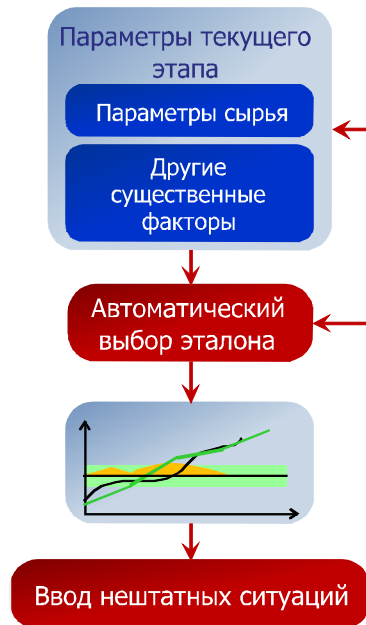 Параметры текущего
этапа
Параметры сырья
Другие
существенные
факторы
Автоматический
выбор эталона
Ввод нештатных ситуаций